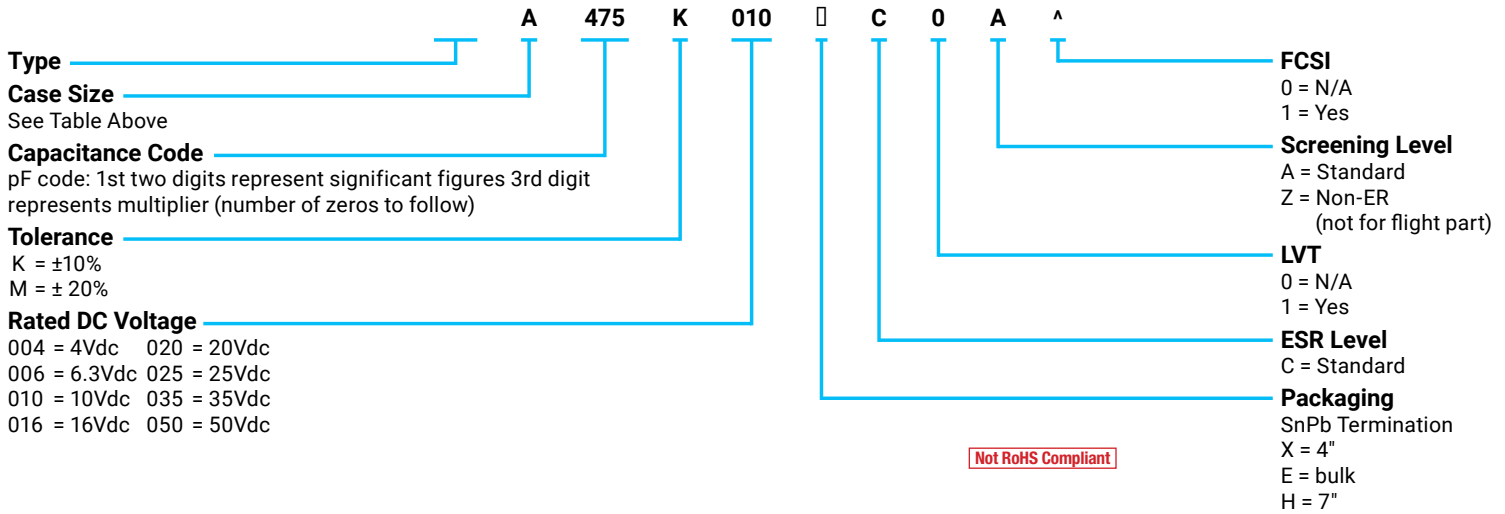 A 475 K 010 ▯ C 0 A ^
Type
Case Size
See Table Above
Capacitance Code
pF code: 1st two digits represent significant figures 3rd digit
represents multiplier (number of zeros to follow)
Tolerance
K = ±10%
M = ± 20%
Rated DC Voltage
004 = 4Vdc 020 = 20Vdc
006 = 6.3Vdc 025 = 25Vdc
010 = 10Vdc 035 = 35Vdc
016 = 16Vdc 050 = 50Vdc
FCSI
0 = N/A
1 = Yes
Screening Level
A = Standard
Z = Non-ER
(not for flight part)
LVT
0 = N/A
1 = Yes
ESR Level
C = Standard
Packaging
SnPb Termination
X = 4"
E = bulk
H = 7"
Not RoHS Compliant